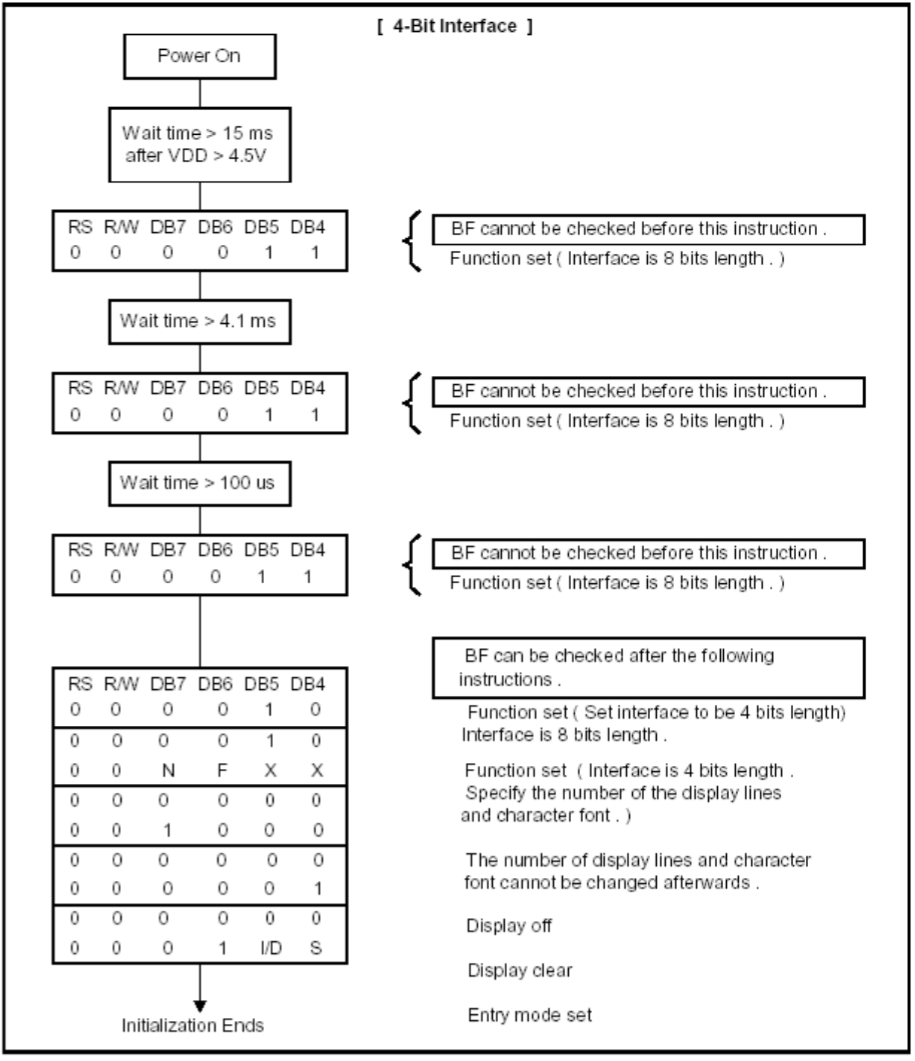 [ 4-Bit Interface ]
Power On
Wait time > 15 ms
after VDD > 4.5V
RS R/W DB7 DB6 DB5 DB4
0 0 0 0 1 1
BF cannot be checked before this instruction .
Function set ( Interface is 8 bits length . )
Wait time > 4.1 ms
RS R/W DB7 DB6 DB5 DB4
0 0 0 0 1 1
BF cannot be checked before this instruction .
Function set ( Interface is 8 bits length . )
Wait time > 100 us
RS R/W DB7 DB6 DB5 DB4
0 0 0 0 1 1
BF cannot be checked before this instruction .
Function set ( Interface is 8 bits length . )
RS R/W DB7 DB6 DB5 DB4
0 0 0 0 1 0
0 0 0 0 1 0
0 0 N F X X
0 0 0 0 0 0
0 0 1 0 0 0
0 0 0 0 0 0
0 0 0 0 0 1
0 0 0 0 0 0
0 0 0 1 I/D S
BF can be checked after the following
instructions .
Function set ( Set interface to be 4 bits length)
Interface is 8 bits length .
Function set ( Interface is 4 bits length .
Specify the number of the display lines
and character font . )
The number of display lines and character
font cannot be changed afterwards .
Display off
Display clear
Entry mode set
Initialization Ends